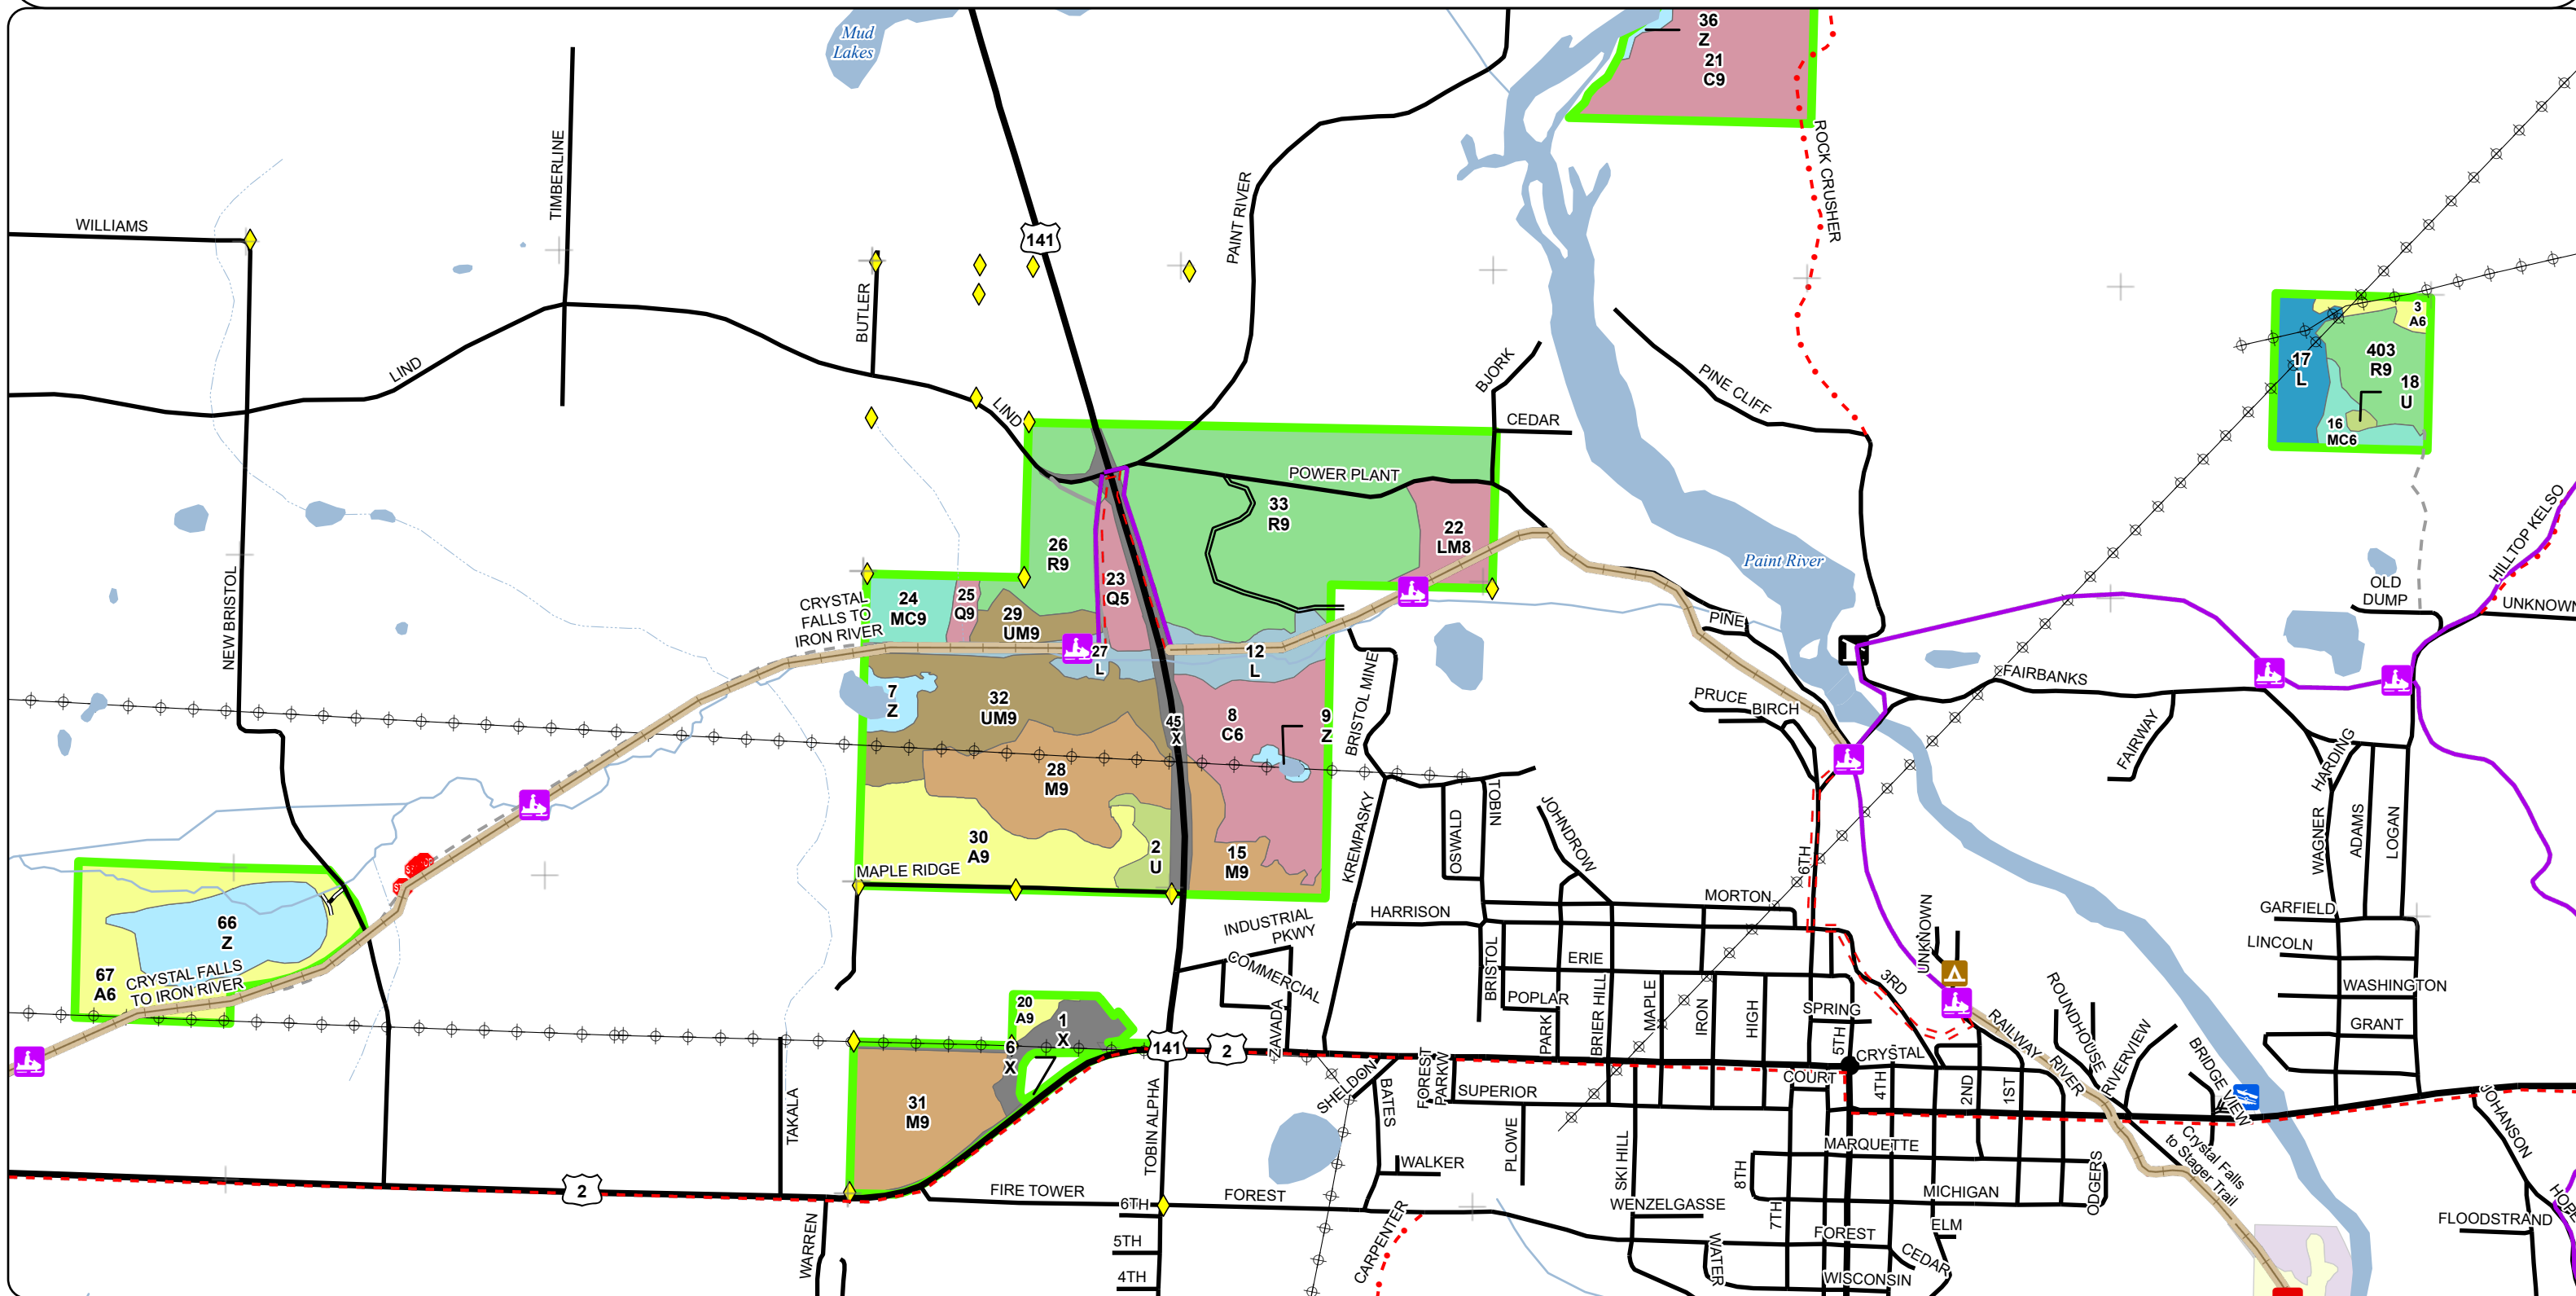 Mud
Lakes
36
Z
21
C9
ROCK CRUSHER
TIMBERLINE
WILLIAMS
141
PAINT RIVER
BUTLER
LIND
LIND
BJORK
CEDAR
PINE CLIFF
POWER PLANT
3
A6
17
L
403
R9
18
U
16
MC6
33
R9
22
LM8
26
R9
23
Q5
24
MC9
25
Q9
29
UM9
CRYSTAL
FALLS TO
IRON RIVER
27
L
12
L
7
Z
32
UM9
45
X
8
C6
9
Z
28
M9
30
A9
2
U
15
M9
MAPLE RIDGE
NEW BRISTOL
Paint River
HILLTOP KELSO
OLD
DUMP
UNKNOWN
PINE
PRUCE
BIRCH
FAIRBANKS
FAIRWAY
HARDING
WAGNER
ADAMS
LOGAN
BRISTOL MINE
KREMPASKY
OSWALD
TOBIN
JOHNDROW
6TH
MORTON
HARRISON
INDUSTRIAL
PKWY
COMMERCIAL
ZAVADA
BRISTOL
ERIE
POPLAR
PARK
BRIER HILL
MAPLE
IRON
HIGH
SPRING
5TH
3RD
UNKNOWN
ROUNDHOUSE
RAILWAY
RIVER
RIVERVIEW
BRIDGE VIEW
GARFIELD
LINCOLN
WASHINGTON
GRANT
66
Z
67
A6
CRYSTAL FALLS
TO IRON RIVER
STOP
20
A9
1
X
6
X
31
M9
141
2
2
TAKALA
WARREN
TOBIN ALPHA
FIRE TOWER
6TH
5TH
4TH
FOREST
SHELDON
BATES
FOREST
PARKW
SUPERIOR
WALKER
PLOWE
CARPENTER
SKI HILL
WENZELGASSE
WATER
8TH
7TH
COURT
CRYSTAL
4TH
2ND
1ST
MARQUETTE
MICHIGAN
ODGERS
ELM
FOREST
CEDAR
WISCONSIN
Crystal Falls
to Stager Trail
JOHANSON
HOPE
FLOODSTRAND